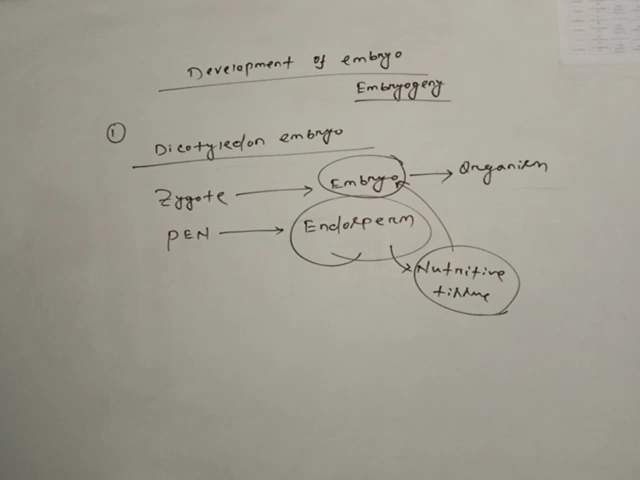 Development of embryo
Embryogeny
① Dicotyledon embryo
Zygote → Embryo → Organism
PEN → Endosperm
Nutritive
tissue